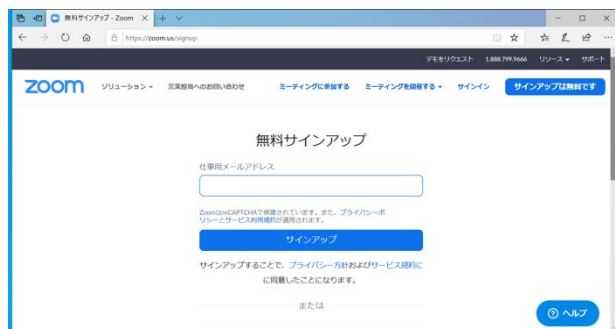 無料サインアップ - Zoom
https://zoom.us/signup
デモをリクエスト 1.888.799.9666 リソース サポート
zoom ソリューション 営業担当へのお問い合わせ ミーティングに参加する ミーティングを開催する サインイン サインアップは無料です
無料サインアップ
仕事用メールアドレス
ZoomはreCAPTCHAで保護されています。また、プライバシーポ
リシーとサービス利用規約が適用されます。
サインアップ
サインアップすることで、プライバシー方針およびサービス規約に
に同意したことになります。
または
ヘルプ